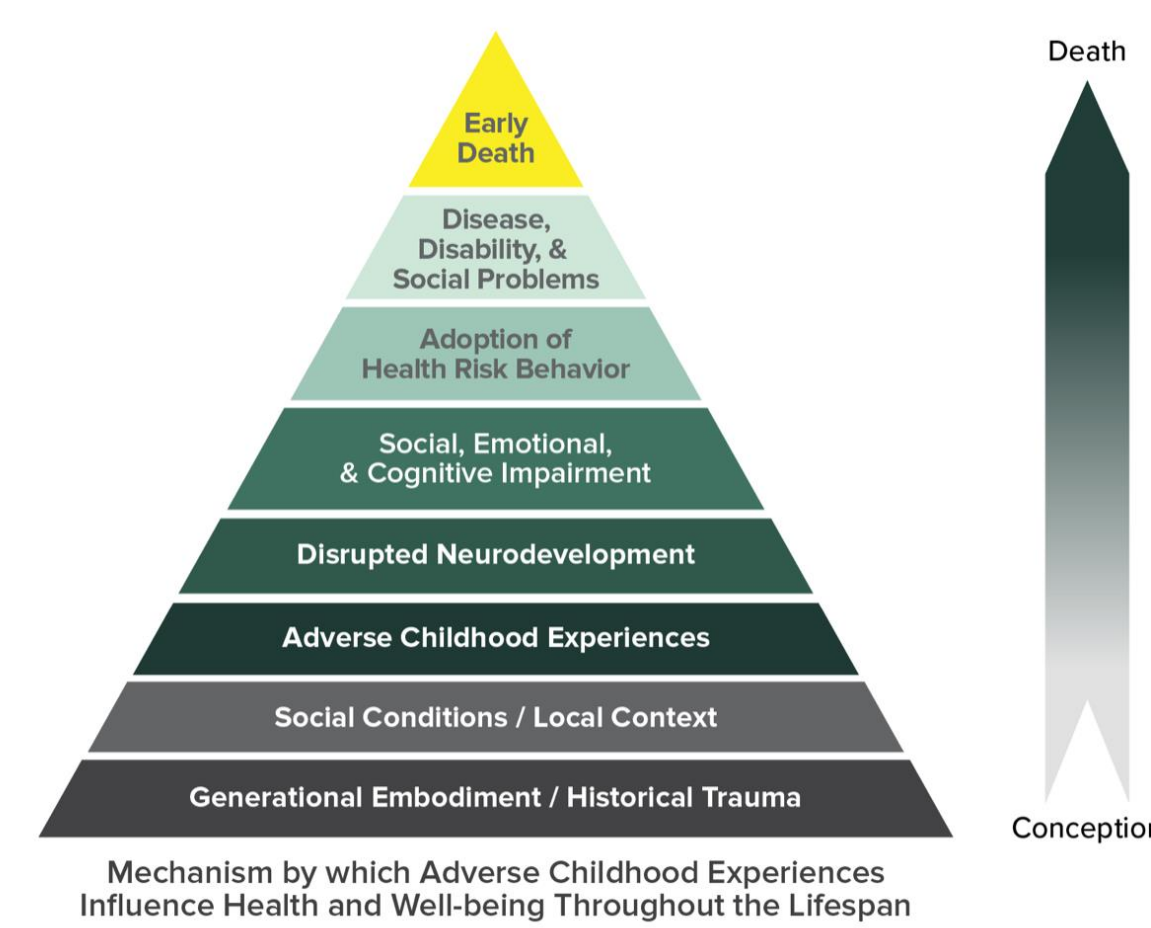 Death
Early
Death
Disease,
Disability, &
Social Problems
Adoption of
Health Risk Behavior
Social, Emotional,
& Cognitive Impairment
Disrupted Neurodevelopment
Adverse Childhood Experiences
Social Conditions / Local Context
Generational Embodiment / Historical Trauma
Conception
Mechanism by which Adverse Childhood Experiences
Influence Health and Well-being Throughout the Lifespan